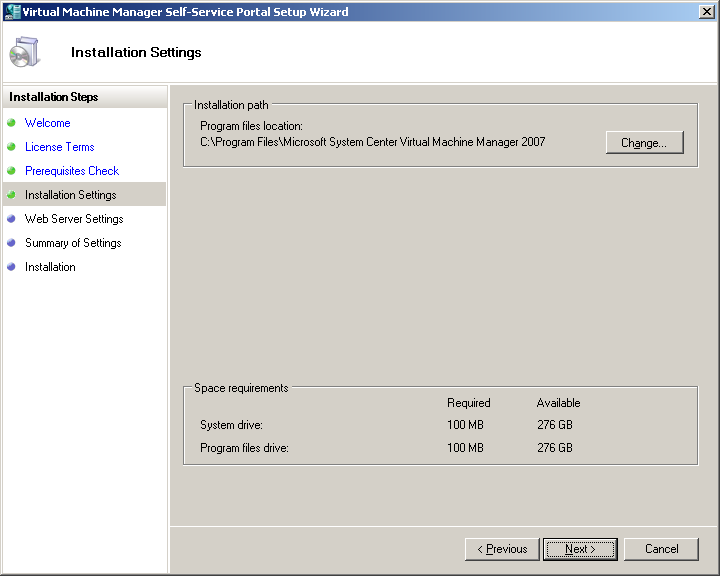 Virtual Machine Manager Self-Service Portal Setup Wizard
Installation Settings
Installation Steps
Welcome
License Terms
Prerequisites Check
Installation Settings
Web Server Settings
Summary of Settings
Installation
Installation path
Program files location:
C:\Program Files\Microsoft System Center Virtual Machine Manager 2007
Change...
Space requirements
Required Available
System drive: 100 MB 276 GB
Program files drive: 100 MB 276 GB
< Previous Next > Cancel